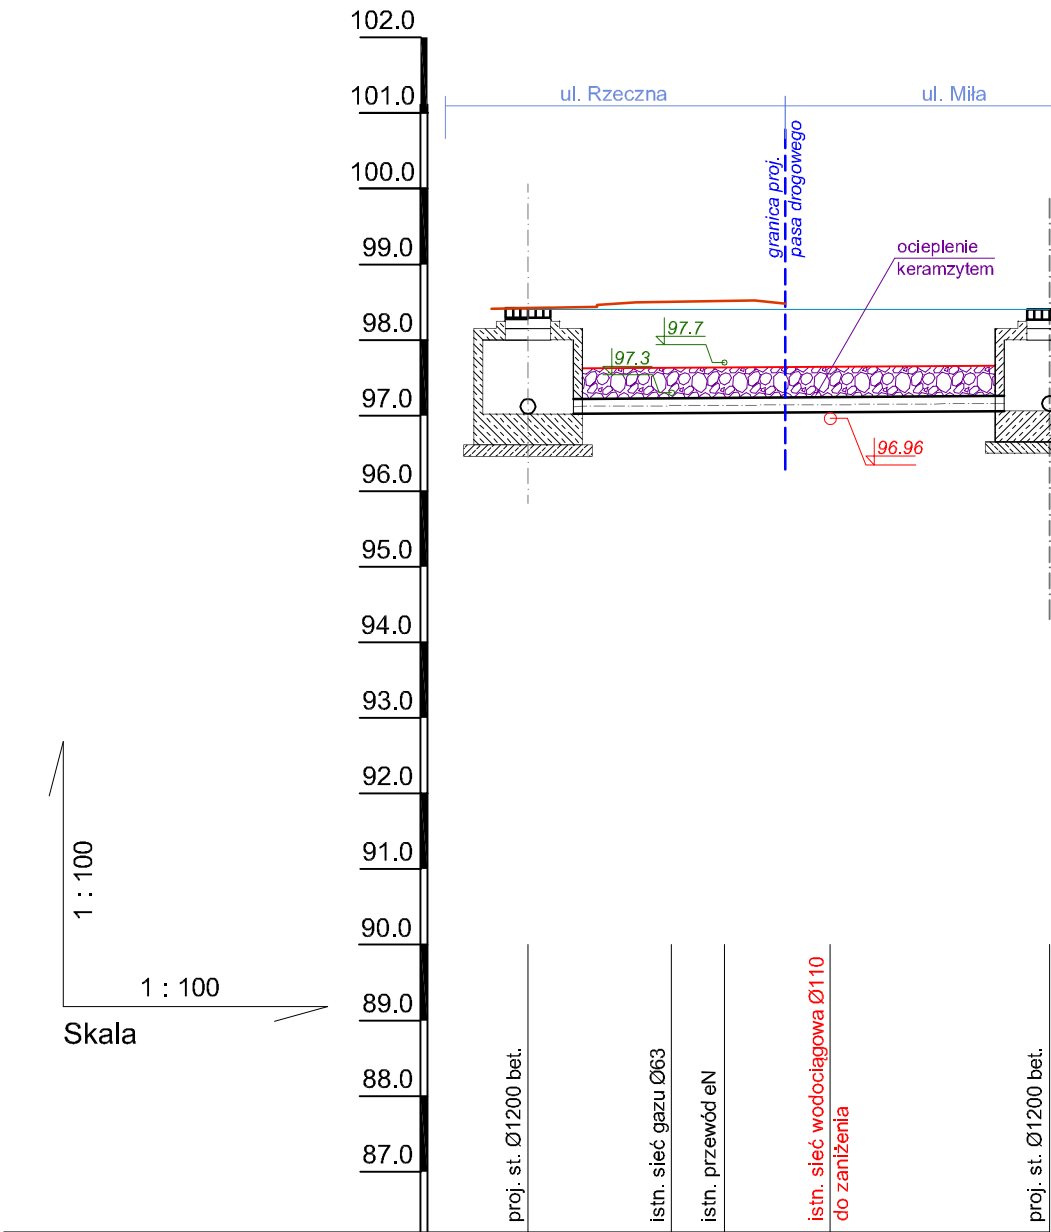 102.0
101.0
100.0
99.0
98.0
97.0
96.0
95.0
94.0
93.0
92.0
91.0
90.0
89.0
88.0
87.0
ul. Rzeczna
ul. Miła
granica proj.
pasa drogowego
ocieplenie
keramzytem
97.7
97.3
96.96
1 : 100
1 : 100
Skala
proj. st. Ø1200 bet.
istn. sieć gazu Ø63
istn. przewód eN
istn. sieć wodociągowa Ø110
do zaniżenia
proj. st. Ø1200 bet.